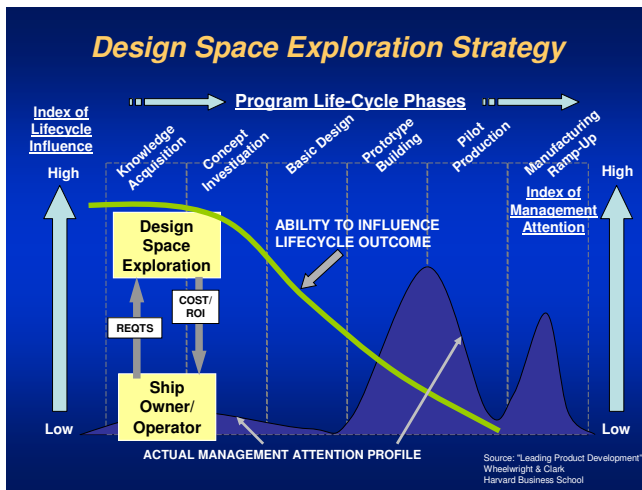 Design Space Exploration Strategy
Program Life-Cycle Phases
Index of
Lifecycle
Influence
High
Low
Knowledge
Acquisition
Concept
Investigation
Basic Design
Prototype
Building
Pilot
Production
Manufacturing
Ramp-Up
Index of
Management
Attention
High
Low
ABILITY TO INFLUENCE
LIFECYCLE OUTCOME
Design
Space
Exploration
REQTS
COST/
ROI
Ship
Owner/
Operator
ACTUAL MANAGEMENT ATTENTION PROFILE
Source: "Leading Product Development"
Wheelwright & Clark
Harvard Business School